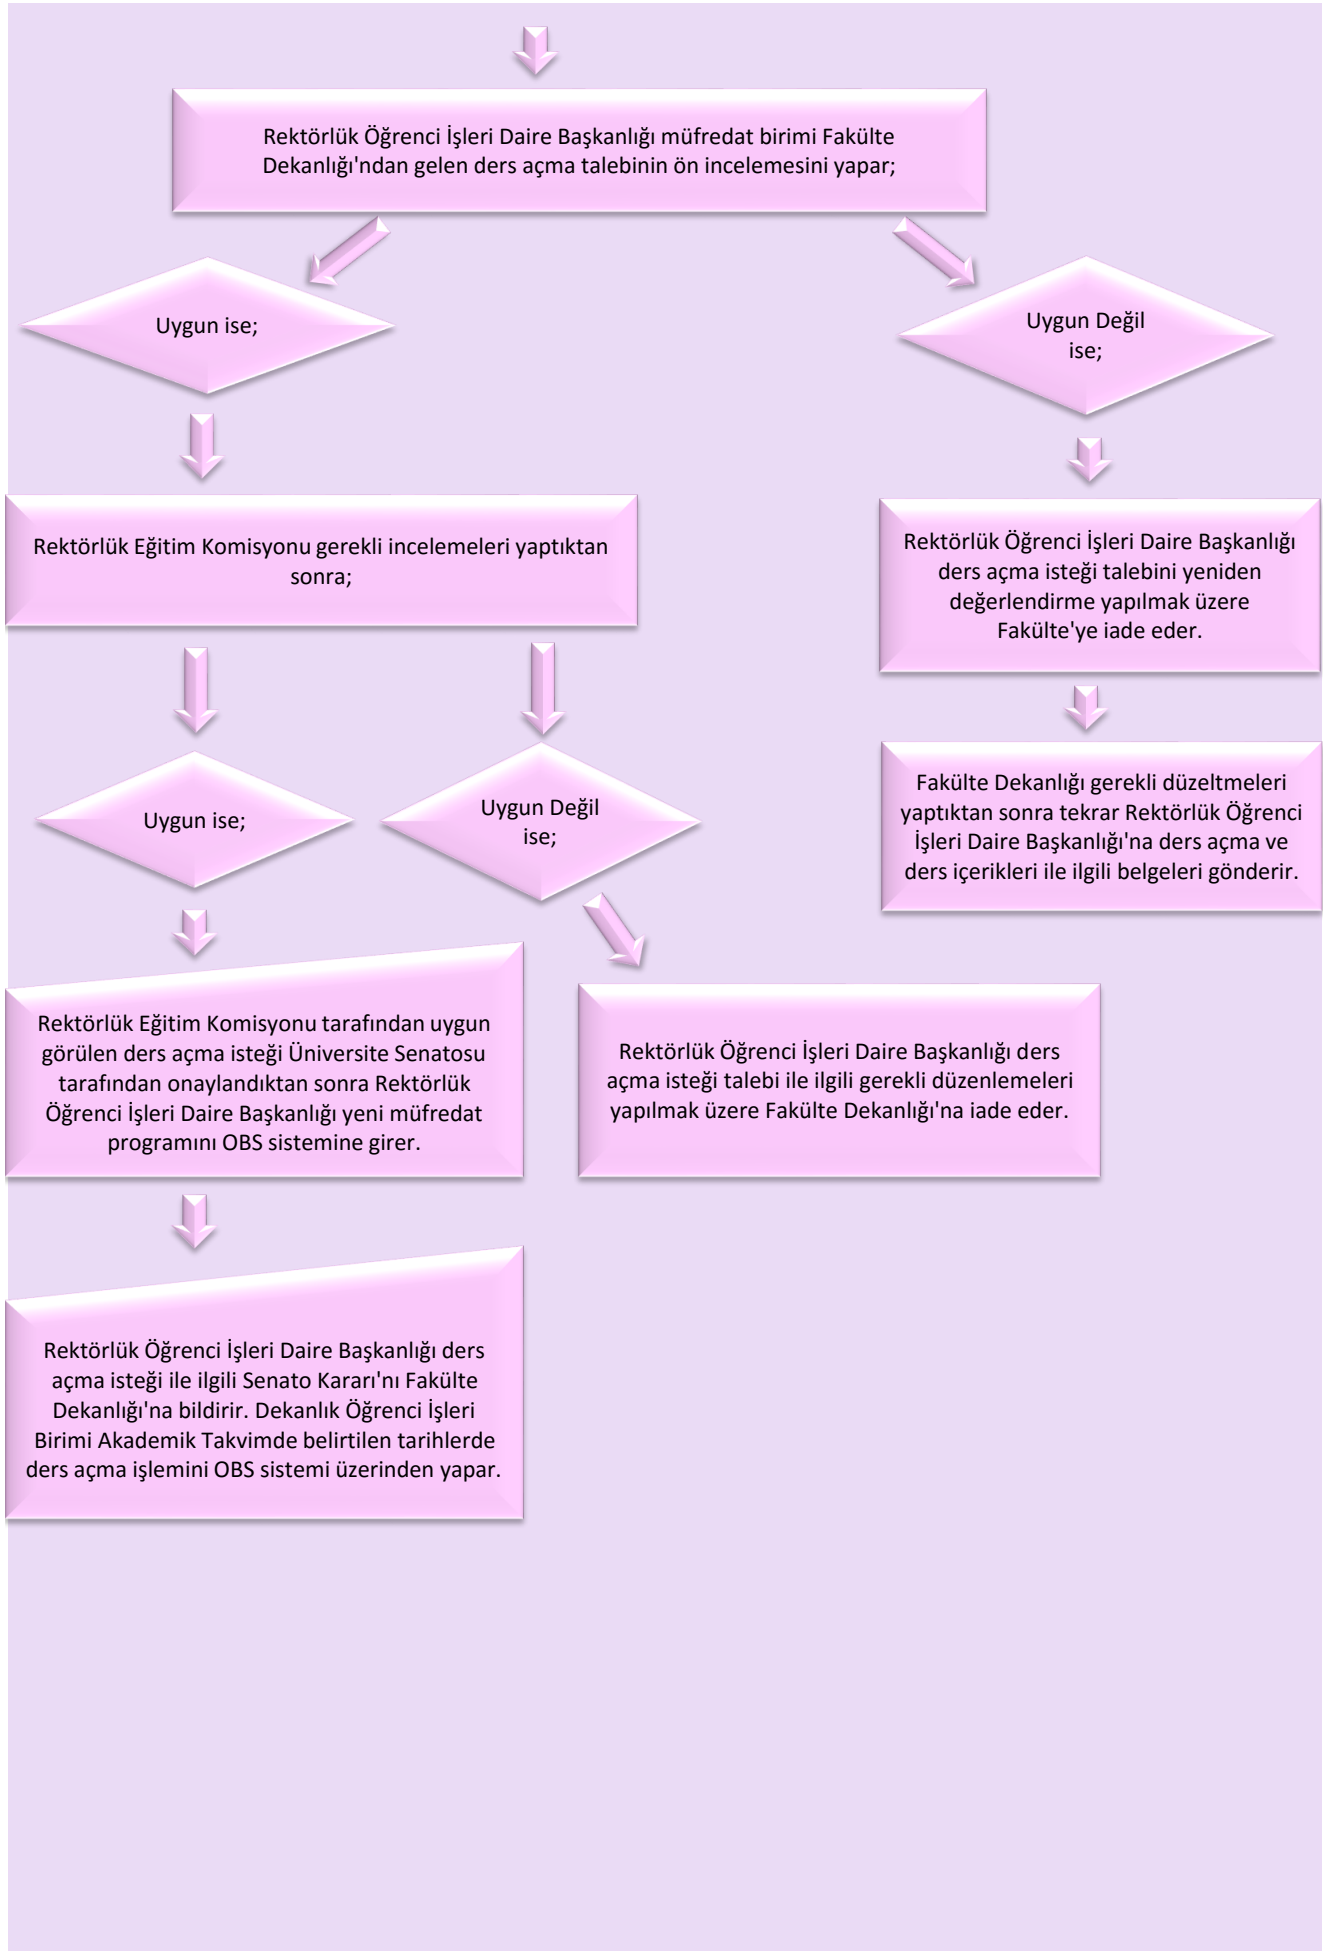 Rektörlük Öğrenci İşleri Daire Başkanlığı müfredat birimi Fakülte
Dekanlığı'ndan gelen ders açma talebinin ön incelemesini yapar;
Uygun ise;
Uygun Değil
ise;
Rektörlük Eğitim Komisyonu gerekli incelemeleri yaptıktan
sonra;
Rektörlük Öğrenci İşleri Daire Başkanlığı
ders açma isteği talebini yeniden
değerlendirme yapılmak üzere
Fakülte'ye iade eder.
Uygun ise;
Uygun Değil
ise;
Fakülte Dekanlığı gerekli düzeltmeleri
yaptıktan sonra tekrar Rektörlük Öğrenci
İşleri Daire Başkanlığı'na ders açma ve
ders içerikleri ile ilgili belgeleri gönderir.
Rektörlük Eğitim Komisyonu tarafından uygun
görülen ders açma isteği Üniversite Senatosu
tarafından onaylandıktan sonra Rektörlük
Öğrenci İşleri Daire Başkanlığı yeni müfredat
programını OBS sistemine girer.
Rektörlük Öğrenci İşleri Daire Başkanlığı ders
açma isteği talebi ile ilgili gerekli düzenlemeleri
yapılmak üzere Fakülte Dekanlığı'na iade eder.
Rektörlük Öğrenci İşleri Daire Başkanlığı ders
açma isteği ile ilgili Senato Kararı'nı Fakülte
Dekanlığı'na bildirir. Dekanlık Öğrenci İşleri
Birimi Akademik Takvimde belirtilen tarihlerde
ders açma işlemini OBS sistemi üzerinden yapar.